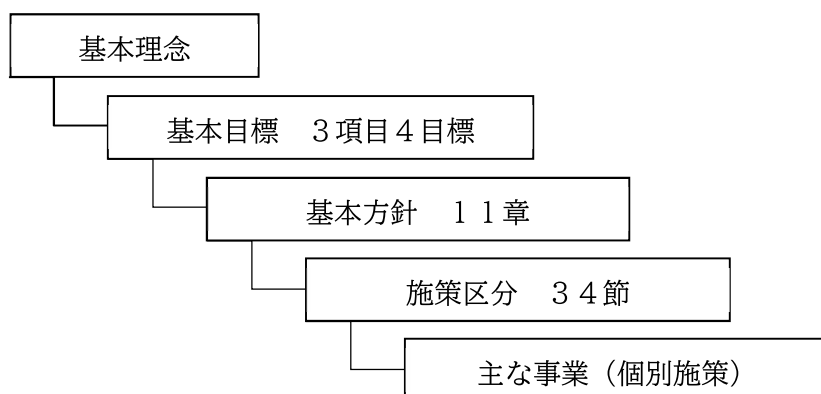 基本理念
基本目標　３項目４目標
基本方針　１１章
施策区分　３４節
主な事業（個別施策）